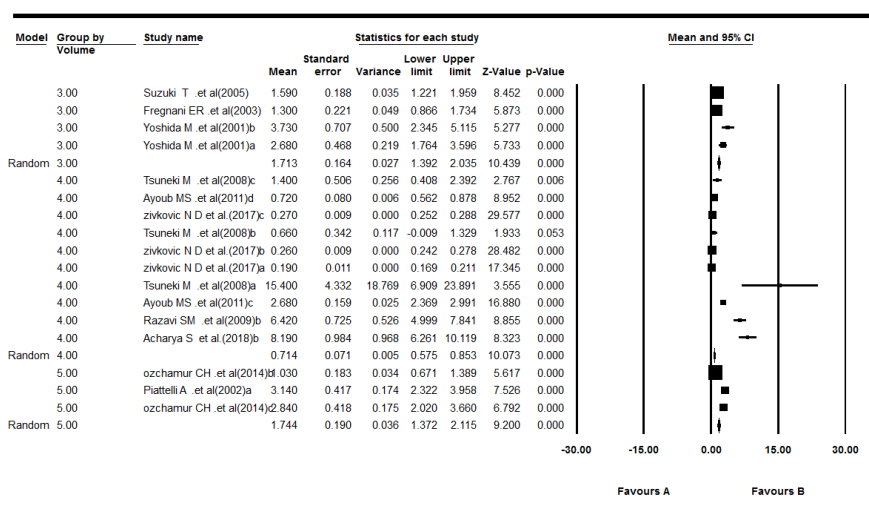 Model Group by Volume Study name Statistics for each study Mean and 95% CI
Mean Standard error Variance Lower limit Upper limit Z-Value p-Value
3.00 Suzuki T .et al(2005) 1.590 0.188 0.035 1.221 1.959 8.452 0.000
3.00 Fregnani ER .et al(2003) 1.300 0.221 0.049 0.866 1.734 5.873 0.000
3.00 Yoshida M .et al(2001)b 3.730 0.707 0.500 2.345 5.115 5.277 0.000
3.00 Yoshida M .et al(2001)a 2.680 0.468 0.219 1.764 3.596 5.733 0.000
Random 3.00 1.713 0.164 0.027 1.392 2.035 10.439 0.000
4.00 Tsuneki M .et al(2008)c 1.400 0.506 0.256 0.408 2.392 2.767 0.006
4.00 Ayoub MS .et al(2011)d 0.720 0.080 0.006 0.562 0.878 8.952 0.000
4.00 zivkovic N D et al.(2017)c 0.270 0.009 0.000 0.252 0.288 29.577 0.000
4.00 Tsuneki M .et al(2008)b 0.660 0.342 0.117 -0.009 1.329 1.933 0.053
4.00 zivkovic N D et al.(2017)b 0.260 0.009 0.000 0.242 0.278 28.482 0.000
4.00 zivkovic N D et al.(2017)a 0.190 0.011 0.000 0.169 0.211 17.345 0.000
4.00 Tsuneki M .et al(2008)a 15.400 4.332 18.769 6.909 23.891 3.555 0.000
4.00 Ayoub MS .et al(2011)c 2.680 0.159 0.025 2.369 2.991 16.880 0.000
4.00 Razavi SM .et al(2009)b 6.420 0.725 0.526 4.999 7.841 8.855 0.000
4.00 Acharya S et al.(2018)b 8.190 0.984 0.968 6.261 10.119 8.323 0.000
Random 4.00 0.714 0.071 0.005 0.575 0.853 10.073 0.000
5.00 ozchamur CH .et al(2014)b 1.030 0.183 0.034 0.671 1.389 5.617 0.000
5.00 Piattelli A .et al(2002)a 3.140 0.417 0.174 2.322 3.958 7.526 0.000
5.00 ozchamur CH .et al(2014)c 2.840 0.418 0.175 2.020 3.660 6.792 0.000
Random 5.00 1.744 0.190 0.036 1.372 2.115 9.200 0.000
-30.00 -15.00 0.00 15.00 30.00
Favours A Favours B